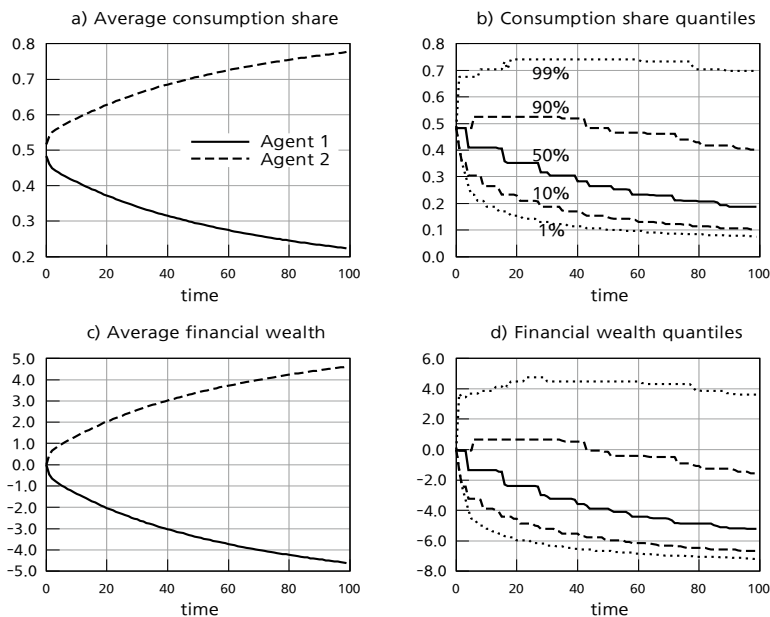 a) Average consumption share
0.8
0.7
0.6
0.5
0.4
0.3
0.2
0 20 40 60 80 100
time
Agent 1
Agent 2
b) Consumption share quantiles
0.8
0.7
0.6
0.5
0.4
0.3
0.2
0.1
0.0
0 20 40 60 80 100
time
99%
90%
50%
10%
1%
c) Average financial wealth
5.0
4.0
3.0
2.0
1.0
0.0
-1.0
-2.0
-3.0
-4.0
-5.0
0 20 40 60 80 100
time
d) Financial wealth quantiles
6.0
4.0
2.0
0.0
-2.0
-4.0
-6.0
-8.0
0 20 40 60 80 100
time